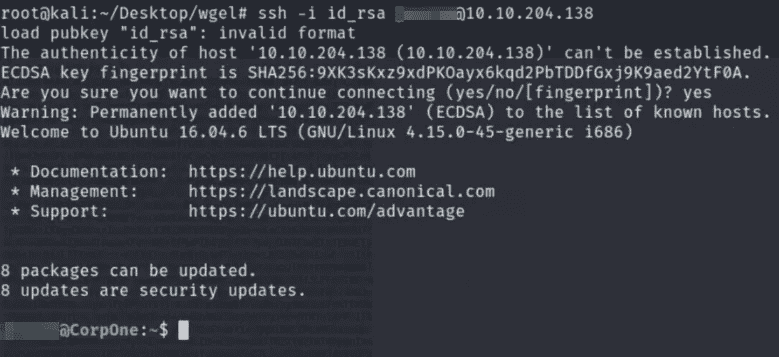 root@kali:~/Desktop/wgel# ssh -i id_rsa @10.10.204.138
load pubkey "id_rsa": invalid format
The authenticity of host '10.10.204.138 (10.10.204.138)' can't be established.
ECDSA key fingerprint is SHA256:9XK3sKxz9xdPKOayx6kqd2PbTDDfGxj9K9aed2YtF0A.
Are you sure you want to continue connecting (yes/no/[fingerprint])? yes
Warning: Permanently added '10.10.204.138' (ECDSA) to the list of known hosts.
Welcome to Ubuntu 16.04.6 LTS (GNU/Linux 4.15.0-45-generic i686)
* Documentation:  https://help.ubuntu.com
* Management:     https://landscape.canonical.com
* Support:        https://ubuntu.com/advantage
8 packages can be updated.
8 updates are security updates.
@CorpOne:~$